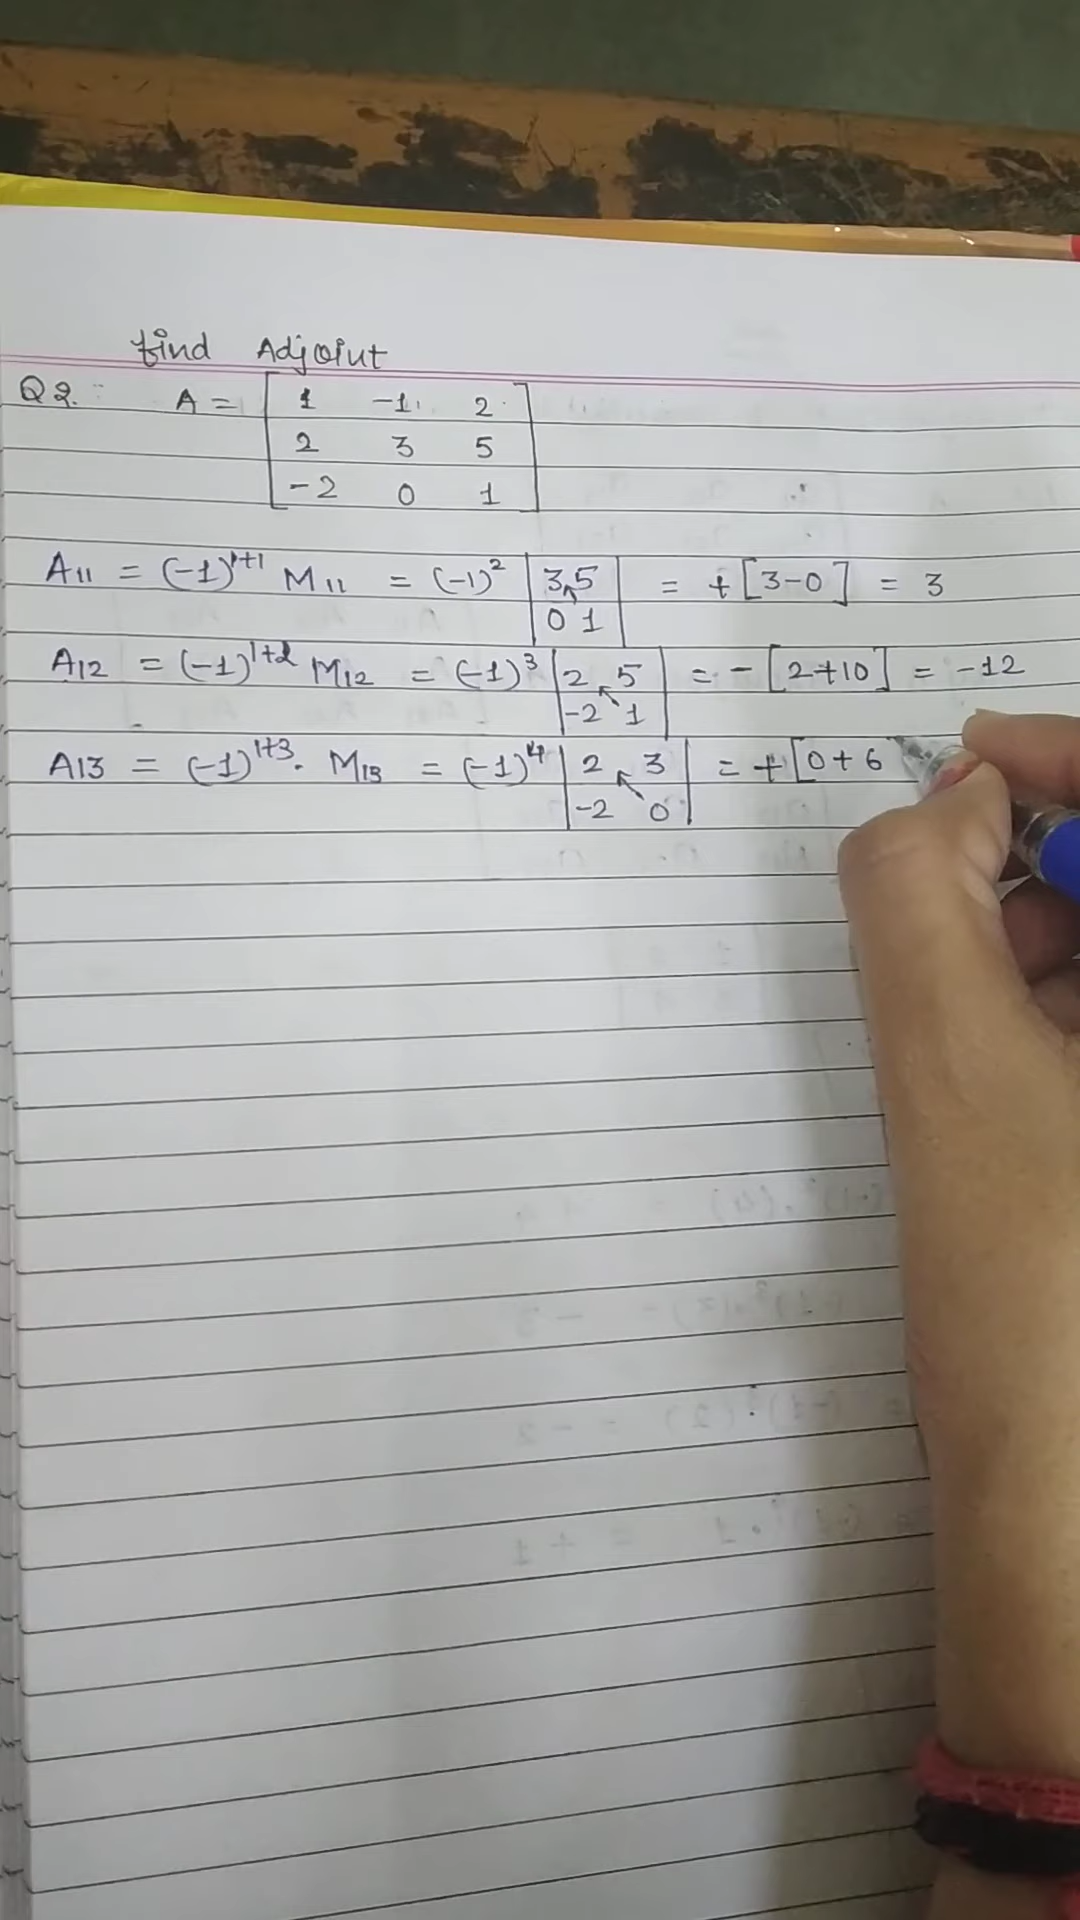 find Adjoint
Q2. A = [ 1 -1 2
2 3 5
-2 0 1 ]
A11 = (-1)^1+1 M11 = (-1)^2 | 3 5 | = + [3-0] = 3
0 1
A12 = (-1)^1+2 M12 = (-1)^3 | 2 5 | = - [2+10] = -12
-2 1
A13 = (-1)^1+3 . M13 = (-1)^4 | 2 3 | = + [0+6
-2 0